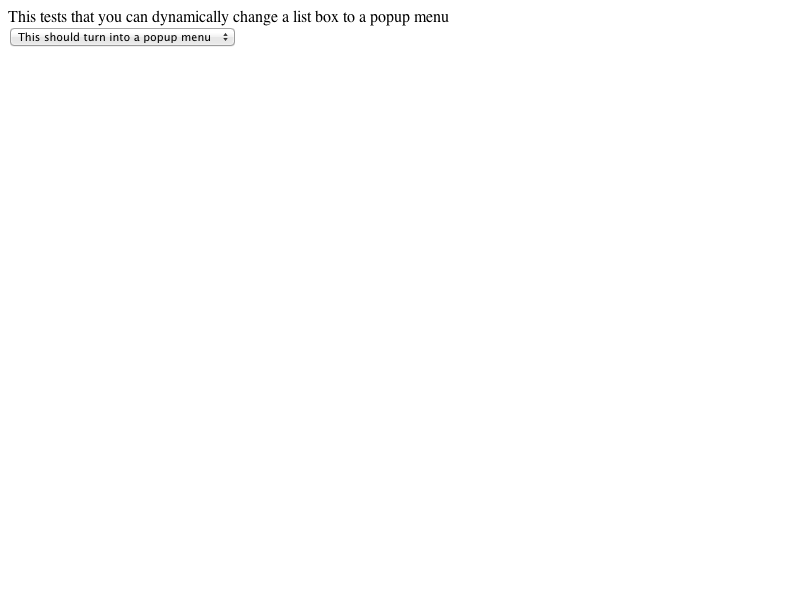 This tests that you can dynamically change a list box to a popup menu
This should turn into a popup menu